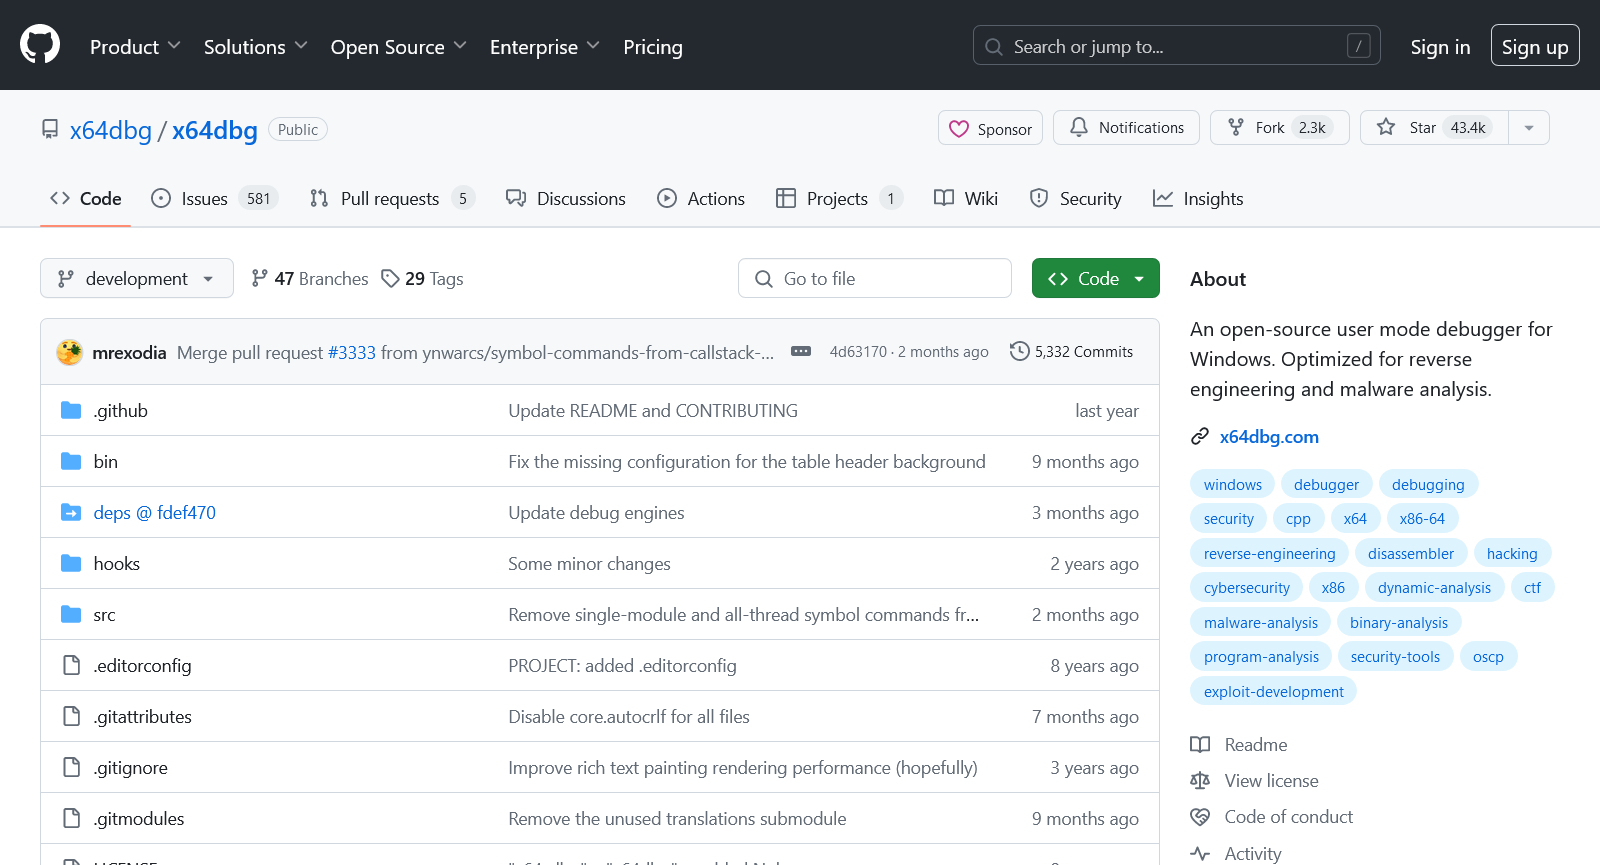 Product Solutions Open Source Enterprise Pricing Search or jump to... / Sign in Sign up
x64dbg / x64dbg Public Sponsor Notifications Fork 2.3k Star 43.4k
Code Issues 581 Pull requests 5 Discussions Actions Projects 1 Wiki Security Insights
development 47 Branches 29 Tags Go to file Code
mrexodia Merge pull request #3333 from ynwarcs/symbol-commands-from-callstack-... 4d63170 · 2 months ago 5,332 Commits
.github Update README and CONTRIBUTING last year
bin Fix the missing configuration for the table header background 9 months ago
deps @ fdef470 Update debug engines 3 months ago
hooks Some minor changes 2 years ago
src Remove single-module and all-thread symbol commands fr... 2 months ago
.editorconfig PROJECT: added .editorconfig 8 years ago
.gitattributes Disable core.autocrlf for all files 7 months ago
.gitignore Improve rich text painting rendering performance (hopefully) 3 years ago
.gitmodules Remove the unused translations submodule 9 months ago
About
An open-source user mode debugger for
Windows. Optimized for reverse
engineering and malware analysis.
x64dbg.com
windows debugger debugging
security cpp x64 x86-64
reverse-engineering disassembler hacking
cybersecurity x86 dynamic-analysis ctf
malware-analysis binary-analysis
program-analysis security-tools oscp
exploit-development
Readme
View license
Code of conduct
Activity